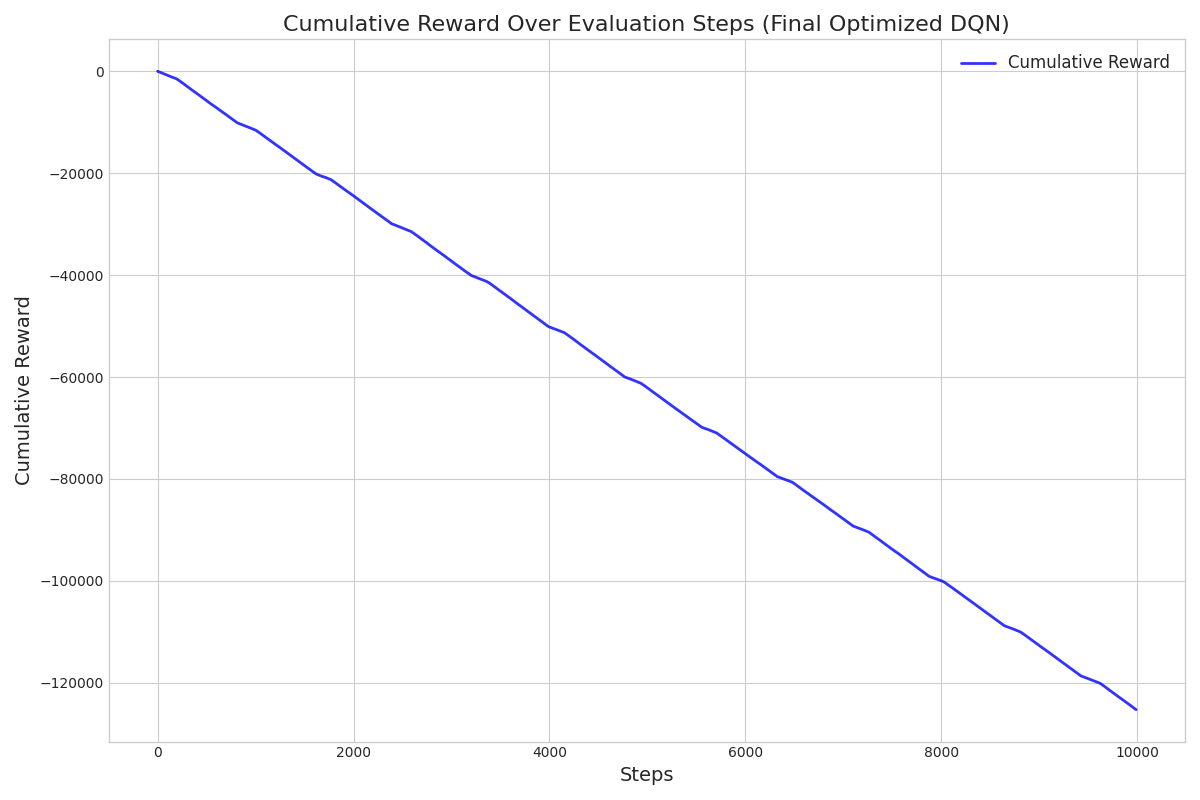 Cumulative Reward Over Evaluation Steps (Final Optimized DQN)
Cumulative Reward
0
−20000
−40000
−60000
−80000
−100000
−120000
Cumulative Reward
0 2000 4000 6000 8000 10000
Steps